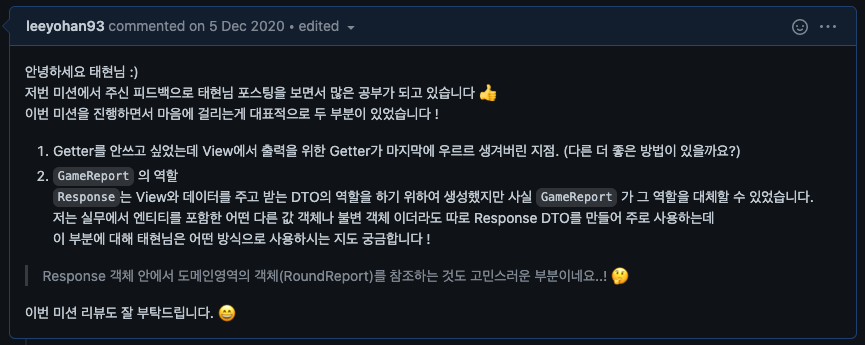 leeyohan93 commented on 5 Dec 2020 • edited
안녕하세요 태현님 :)
저번 미션에서 주신 피드백으로 태현님 포스팅을 보면서 많은 공부가 되고 있습니다 👍
이번 미션을 진행하면서 마음에 걸리는게 대표적으로 두 부분이 있었습니다 !
1. Getter를 안쓰고 싶었는데 View에서 출력을 위한 Getter가 마지막에 우르르 생겨버린 지점. (다른 더 좋은 방법이 있을까요?)
2. GameReport 의 역할
Response는 View와 데이터를 주고 받는 DTO의 역할을 하기 위하여 생성했지만 사실 GameReport 가 그 역할을 대체할 수 있었습니다.
저는 실무에서 엔티티를 포함한 어떤 다른 값 객체나 불변 객체 이더라도 따로 Response DTO를 만들어 주로 사용하는데
이 부분에 대해 태현님은 어떤 방식으로 사용하시는 지도 궁금합니다 !
Response 객체 안에서 도메인영역의 객체(RoundReport)를 참조하는 것도 고민스러운 부분이네요..! 🤔
이번 미션 리뷰도 잘 부탁드립니다. 😄